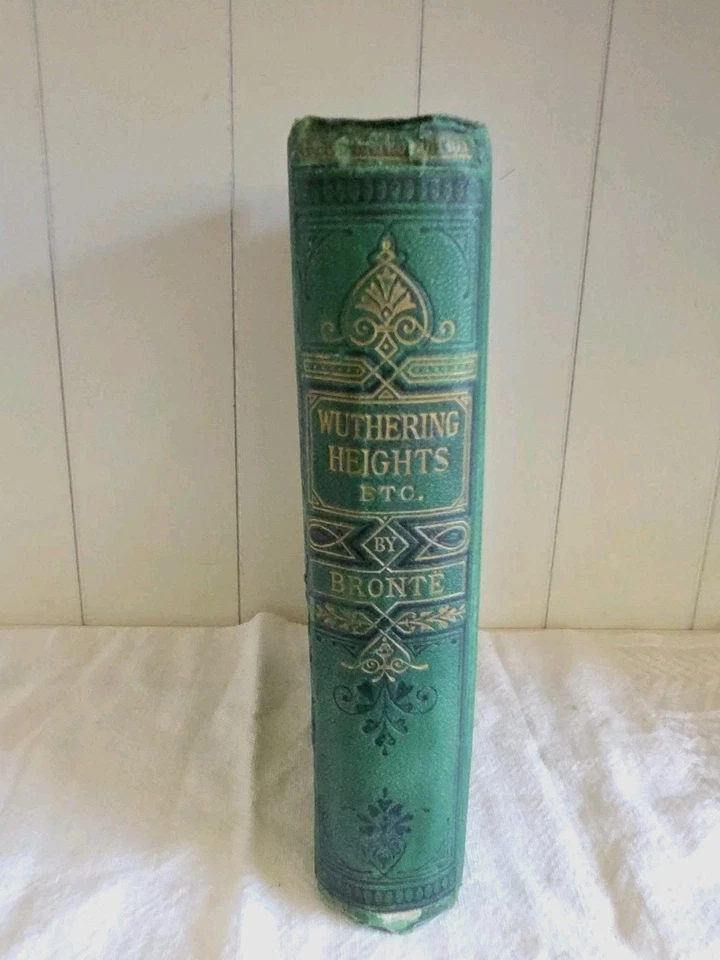 WUTHERING
HEIGHTS
ETC.
BY
BRONTË